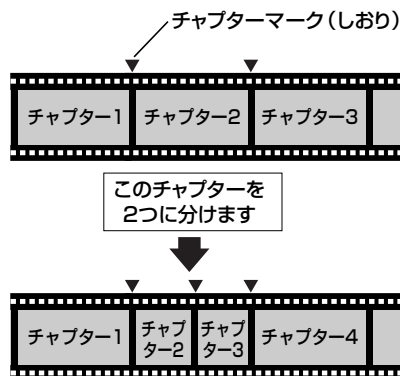 チャプターマーク（しおり）
チャプター1 チャプター2 チャプター3
このチャプターを
2つに分けます
チャプター1 チャプ
ター2 チャプ
ター3 チャプター4